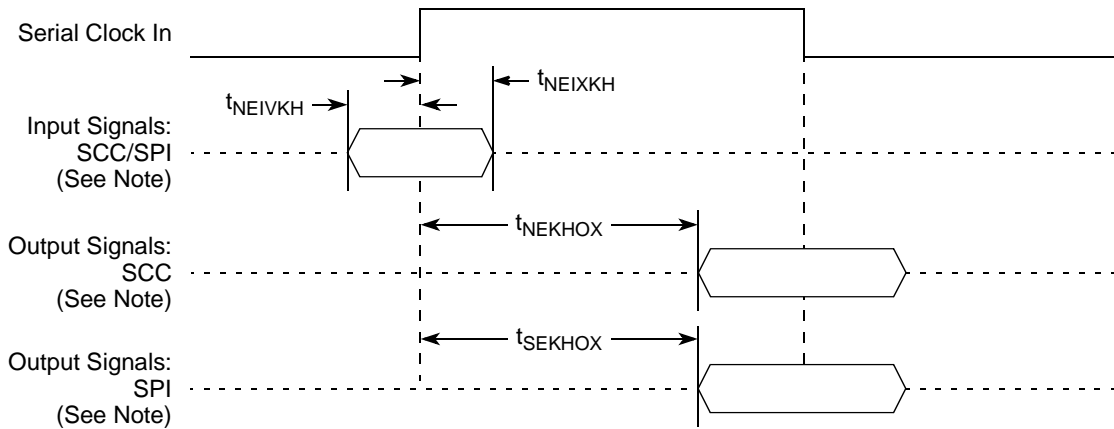 Serial Clock In
tNEIXKH
tNEIVKH
Input Signals:
SCC/SPI
(See Note)
tNEKHOX
Output Signals:
SCC
(See Note)
tSEKHOX
Output Signals:
SPI
(See Note)